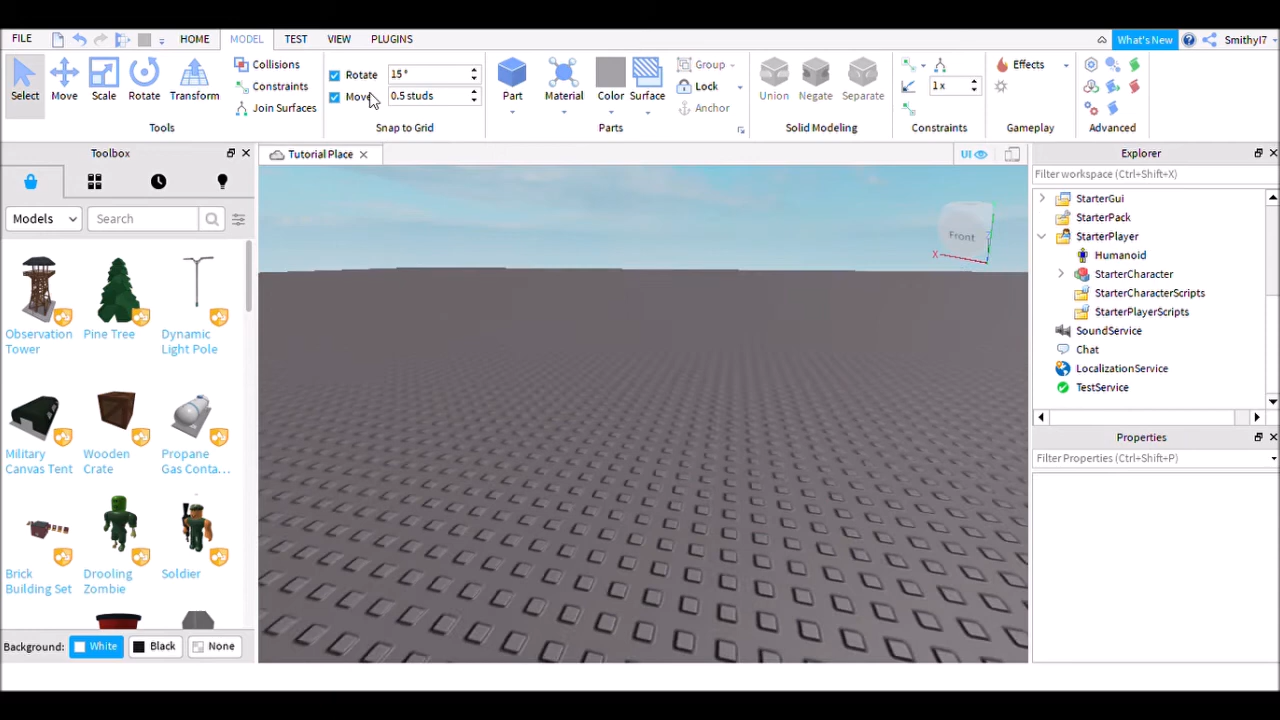 FILE
HOME
MODEL
TEST
VIEW
PLUGINS
What's New
Smithyl7
Select
Move
Scale
Rotate
Transform
Collisions
Constraints
Join Surfaces
Tools
Rotate
15°
Move
0.5 studs
Snap to Grid
Part
Material
Color
Surface
Group
Lock
Anchor
Parts
Union
Negate
Separate
Solid Modeling
1 x
Constraints
Effects
Gameplay
Advanced
Toolbox
Models
Search
Observation
Tower
Pine Tree
Dynamic
Light Pole
Military
Canvas Tent
Wooden
Crate
Propane
Gas Conta...
Brick
Building Set
Drooling
Zombie
Soldier
Background:
White
Black
None
Tutorial Place
UI
Front
X
Explorer
Filter workspace (Ctrl+Shift+X)
StarterGui
StarterPack
StarterPlayer
Humanoid
StarterCharacter
StarterCharacterScripts
StarterPlayerScripts
SoundService
Chat
LocalizationService
TestService
Properties
Filter Properties (Ctrl+Shift+P)